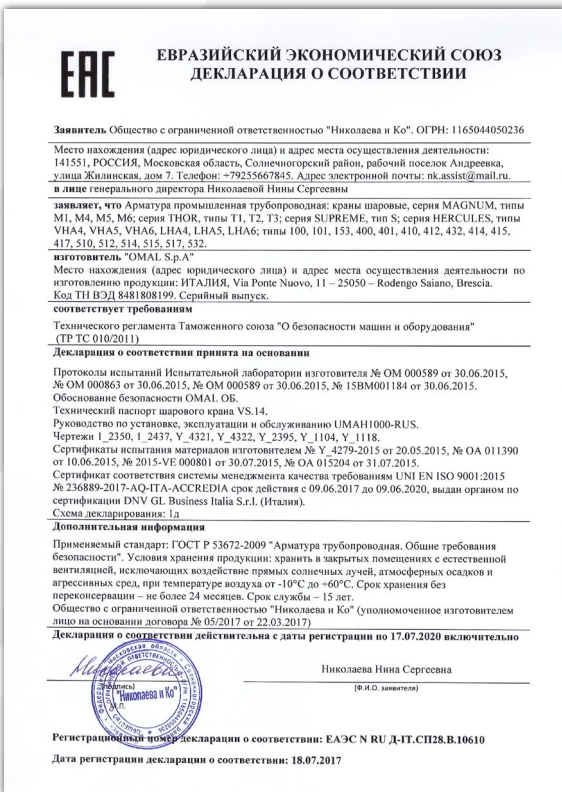 ЕАС
ЕВРАЗИЙСКИЙ ЭКОНОМИЧЕСКИЙ СОЮЗ
ДЕКЛАРАЦИЯ О СООТВЕТСТВИИ
Заявитель Общество с ограниченной ответственностью "Николаева и Ко". ОГРН: 1165044050236
Место нахождения (адрес юридического лица) и адрес места осуществления деятельности:
141551, РОССИЯ, Московская область, Солнечногорский район, рабочий поселок Андреевка,
улица Жилинская, дом 7. Телефон: +79255667845. Адрес электронной почты: nk.assist@mail.ru.
в лице генерального директора Николаевой Нины Сергеевны
заявляет, что Арматура промышленная трубопроводная: краны шаровые, серия MAGNUM, типы
M1, M4, M5, M6; серия THOR, типы T1, T2, T3; серия SUPREME, тип S; серия HERCULES, типы
VHA4, VHA5, VHA6, LHA4, LHA5, LHA6; типы 100, 101, 153, 400, 401, 410, 412, 432, 414, 415,
417, 510, 512, 514, 515, 517, 532.
изготовитель "OMAL S.p.A"
Место нахождения (адрес юридического лица) и адрес места осуществления деятельности по
изготовлению продукции: ИТАЛИЯ, Via Ponte Nuovo, 11 – 25050 – Rodengo Saiano, Brescia.
Код ТН ВЭД 8481808199. Серийный выпуск.
соответствует требованиям
Технического регламента Таможенного союза "О безопасности машин и оборудования"
(ТР ТС 010/2011)
Декларация о соответствии принята на основании
Протоколы испытаний Испытательной лаборатории изготовителя № OM 000589 от 30.06.2015,
№ OM 000863 от 30.06.2015, № OM 000589 от 30.06.2015, № 15BM001184 от 30.06.2015.
Обоснование безопасности OMAL ОБ.
Технический паспорт шарового крана VS.14.
Руководство по установке, эксплуатации и обслуживанию UMAH1000-RUS.
Чертежи 1_2350, 1_2437, Y_4321, Y_4322, Y_2395, Y_1104, Y_1118.
Сертификаты испытания материалов изготовителем № Y_4279-2015 от 20.05.2015, № OA 011390
от 10.06.2015, № 2015-VE 000801 от 30.07.2015, № OA 015204 от 31.07.2015.
Сертификат соответствия системы менеджмента качества требованиям UNI EN ISO 9001:2015
№ 236889-2017-AQ-ITA-ACCREDIA срок действия с 09.06.2017 до 09.06.2020, выдан органом по
сертификации DNV GL Business Italia S.r.l. (Италия).
Схема декларирования: 1д
Дополнительная информация
Применяемый стандарт: ГОСТ Р 53672-2009 "Арматура трубопроводная. Общие требования
безопасности". Условия хранения продукции: хранить в закрытых помещениях с естественной
вентиляцией, исключающих воздействие прямых солнечных лучей, атмосферных осадков и
агрессивных сред, при температуре воздуха от -10°C до +60°C. Срок хранения без
переконсервации – не более 24 месяцев. Срок службы – 15 лет.
Общество с ограниченной ответственностью "Николаева и Ко" (уполномоченное изготовителем
лицо на основании договора № 05/2017 от 22.03.2017)
Декларация о соответствии действительна с даты регистрации по 17.07.2020 включительно
Николаева
(подпись)
"Николаева и Ко"
М.П.
Николаева Нина Сергеевна
(Ф.И.О. заявителя)
Регистрационный номер декларации о соответствии: ЕАЭС N RU Д-IT.СП28.В.10610
Дата регистрации декларации о соответствии: 18.07.2017